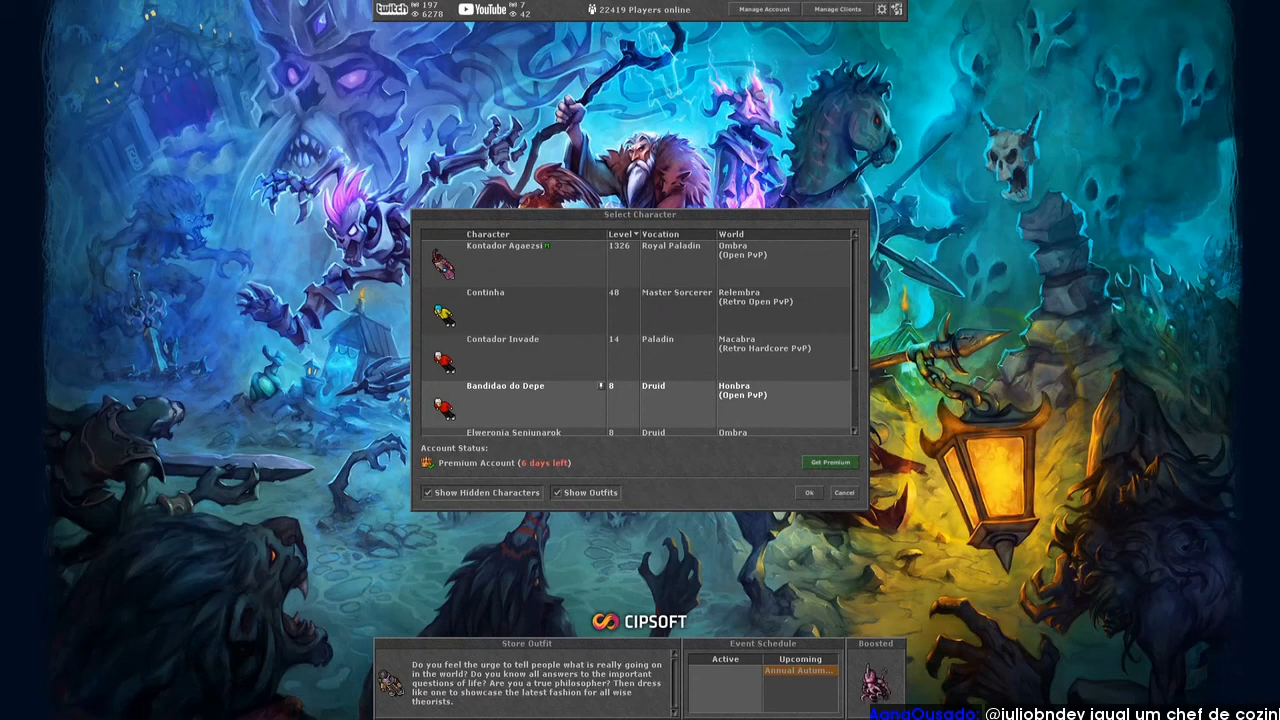 twitch 197 6278 YouTube 7 42 22419 Players online Manage Account Manage Clients
Select Character
Character Level Vocation World
Kontador Agaezsi 1326 Royal Paladin Ombra
(Open PvP)
Continha 48 Master Sorcerer Relembra
(Retro Open PvP)
Contador Invade 14 Paladin Macabra
(Retro Hardcore PvP)
Bandidao do Depe 8 Druid Honbra
(Open PvP)
Elweronia Seniunarok 8 Druid Ombra
Account Status:
Premium Account (6 days left) Get Premium
Show Hidden Characters Show Outfits Ok Cancel
CIPSOFT
Store Outfit Event Schedule Boosted
Do you feel the urge to tell people what is really going on
in the world? Do you know all answers to the important
questions of life? Are you a true philosopher? Then dress
like one to showcase the latest fashion for all wise
theorists.
Active Upcoming
Annual Autum...
AgngOusado: @juliobndev igual um chef de cozin